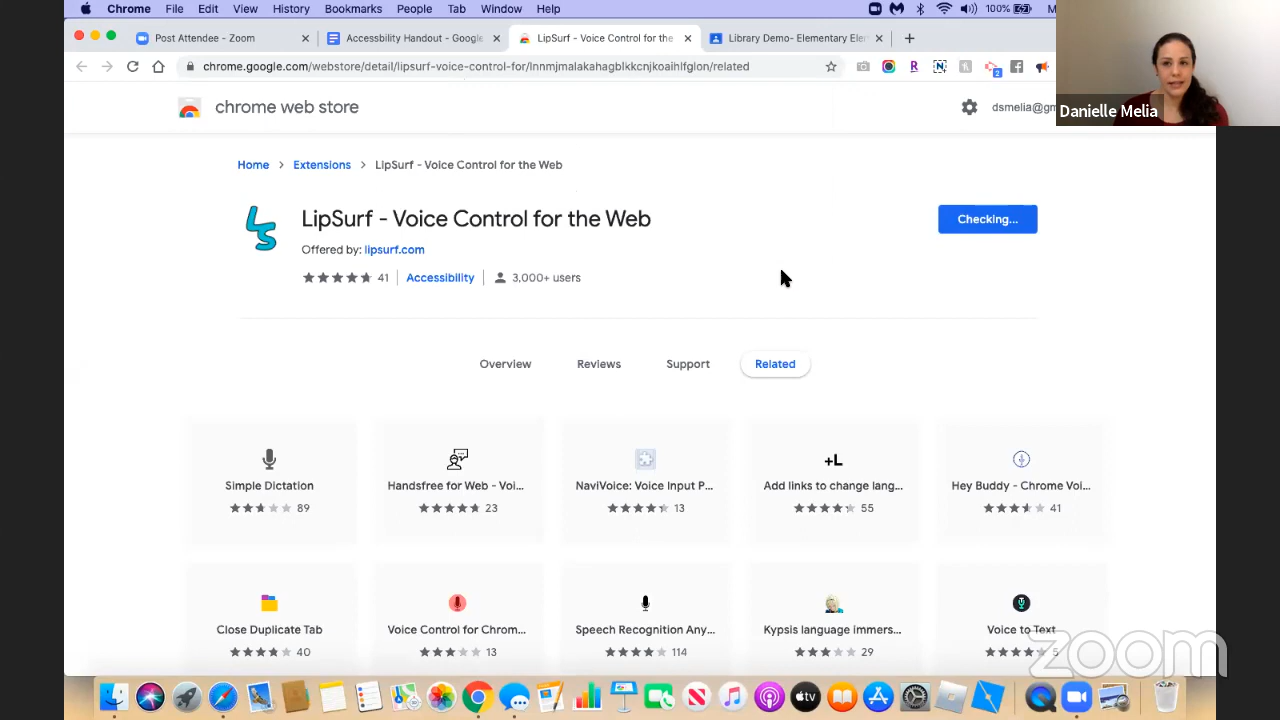 Chrome File Edit View History Bookmarks People Tab Window Help 100%
Post Attendee - Zoom × Accessbility Handout - Google × LipSurf - Voice Control for the × Library Demo- Elementary Ele × +
chrome.google.com/webstore/detail/lipsurf-voice-control-for/lnnmjmalakahagblkkcnjkoaihlfglon/related
chrome web store dsmelia@gm
Danielle Melia
Home > Extensions > LipSurf - Voice Control for the Web
LipSurf - Voice Control for the Web
Checking...
Offered by: lipsurf.com
41 Accessibility 3,000+ users
Overview Reviews Support Related
Simple Dictation Handsfree for Web - Voi... NaviVoice: Voice Input P... Add links to change lang... Hey Buddy - Chrome Voi...
89 23 13 55 41
Close Duplicate Tab Voice Control for Chrom... Speech Recognition Any... Kypsis language immers... Voice to Text
40 13 114 29 5
zoom